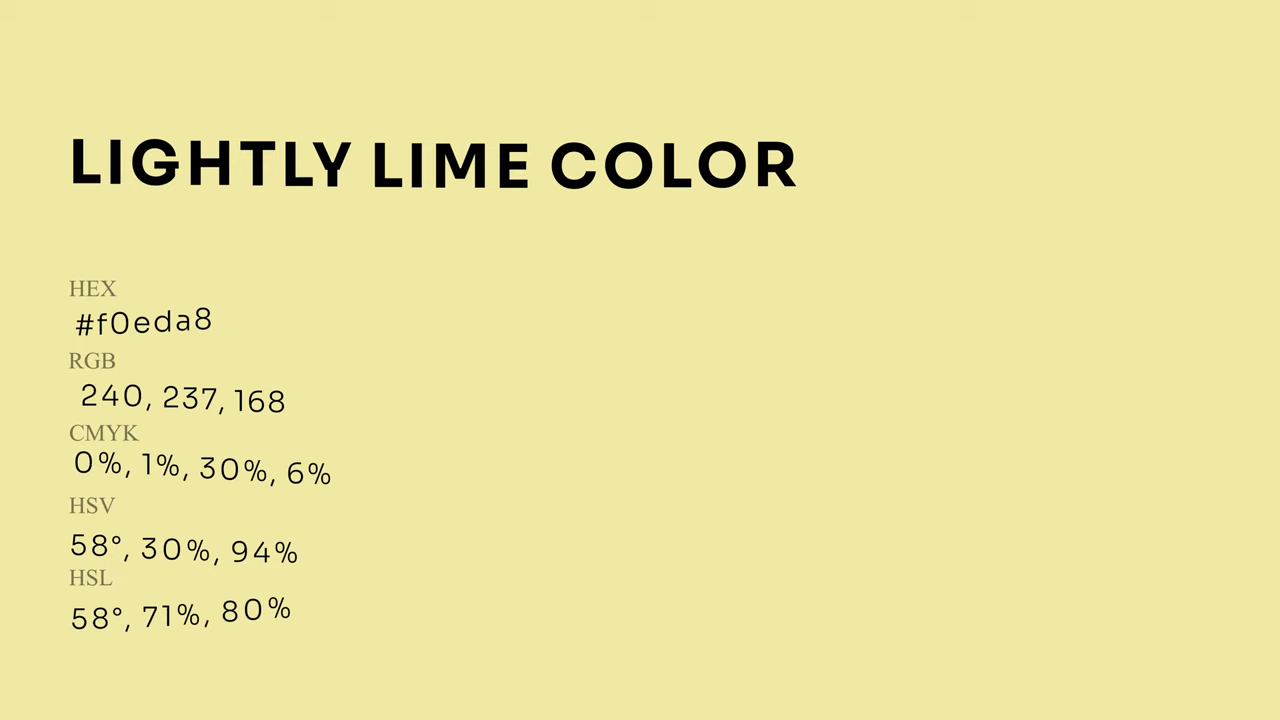 LIGHTLY LIME COLOR
HEX
#f0eda8
RGB
240, 237, 168
CMYK
0%, 1%, 30%, 6%
HSV
58°, 30%, 94%
HSL
58°, 71%, 80%